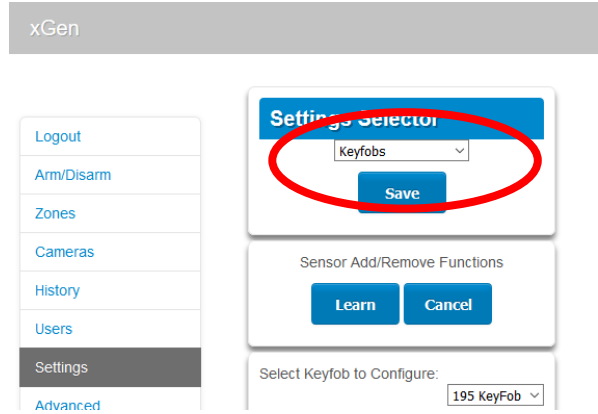 xGen
Logout
Arm/Disarm
Zones
Cameras
History
Users
Settings
Advanced
Settings Selector
Keyfobs
Save
Sensor Add/Remove Functions
Learn Cancel
Select Keyfob to Configure:
195 KeyFob